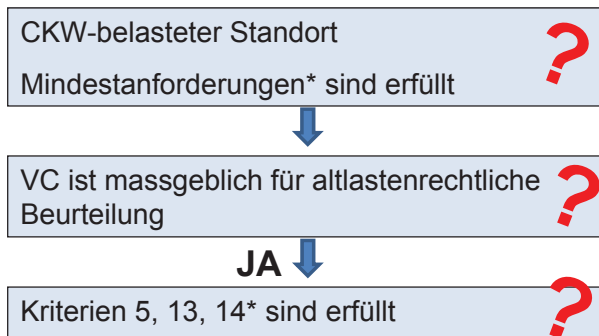 CKW-belasteter Standort
?
Mindestanforderungen* sind erfüllt
VC ist massgeblich für altlastenrechtliche
?
Beurteilung
JA
Kriterien 5, 13, 14* sind erfüllt
?